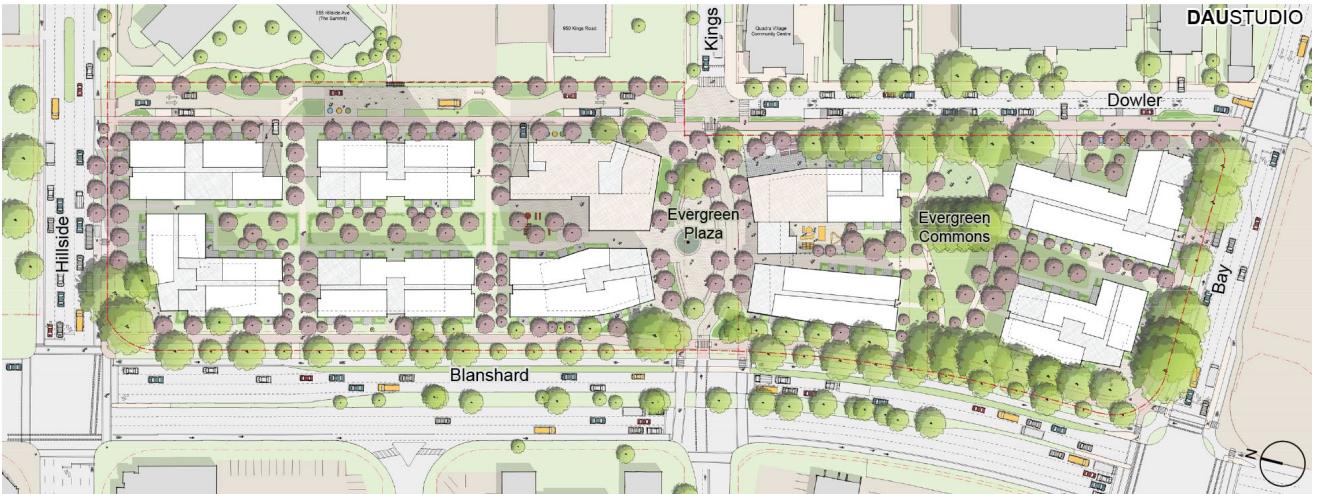 955 Hillside Ave
(The Summit)
950 Kings Road
Kings
Quadra Village
Community Centre
DAUSTUDIO
Dowler
Hillside
Evergreen
Plaza
Evergreen
Commons
Bay
Blanshard
N